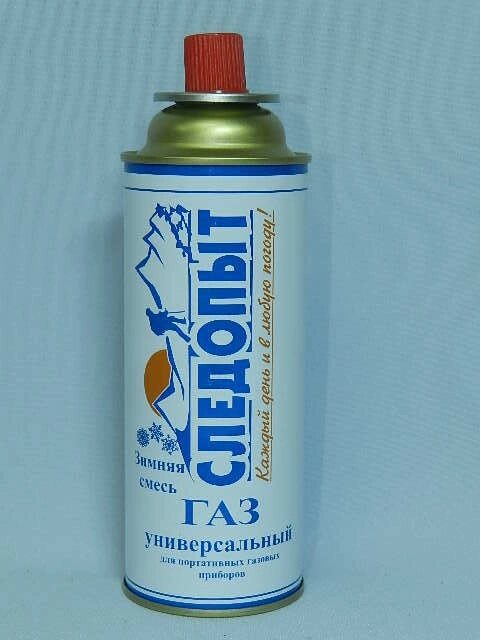 СЛЕДОПЫТ
Каждый день и в любую погоду!
Зимняя
смесь
ГАЗ
универсальный
для портативных газовых
приборов